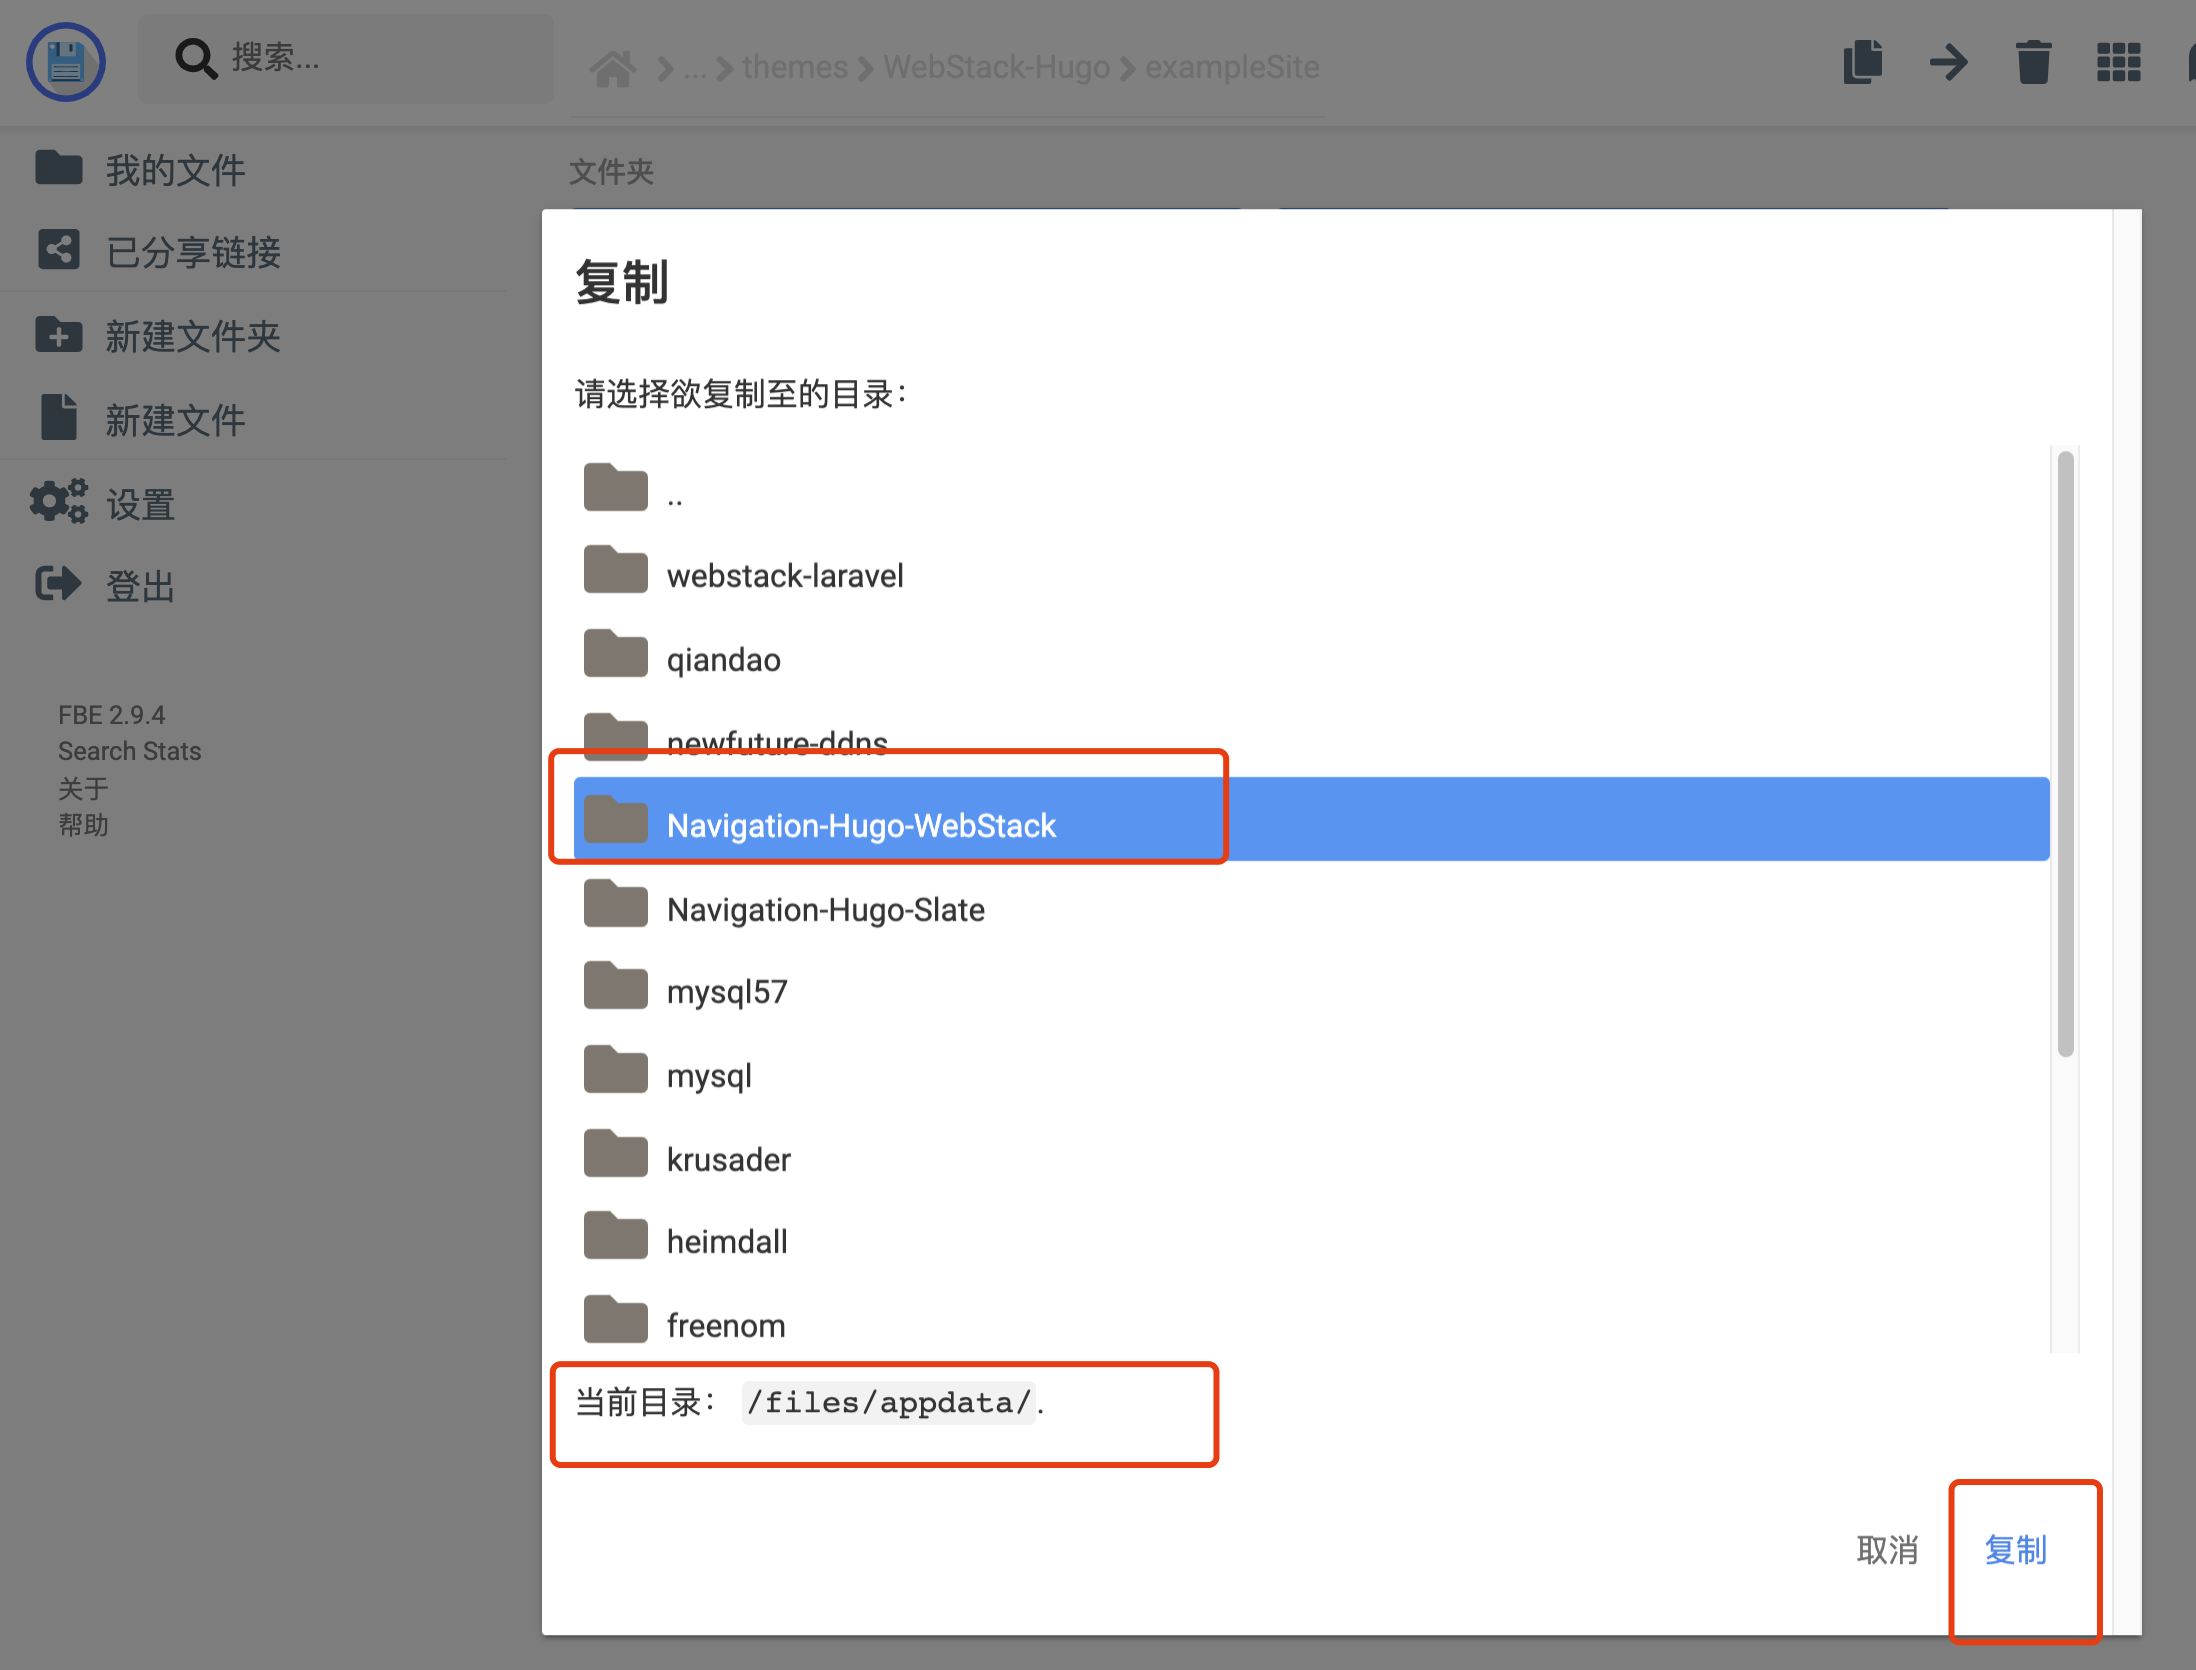 搜索...
... themes WebStack-Hugo exampleSite
我的文件
已分享链接
新建文件夹
新建文件
设置
登出
FBE 2.9.4
Search Stats
关于
帮助
文件夹
复制
请选择欲复制至的目录：
..
webstack-laravel
qiandao
newfuture-ddns
Navigation-Hugo-WebStack
Navigation-Hugo-Slate
mysql57
mysql
krusader
heimdall
freenom
当前目录： /files/appdata/.
取消 复制